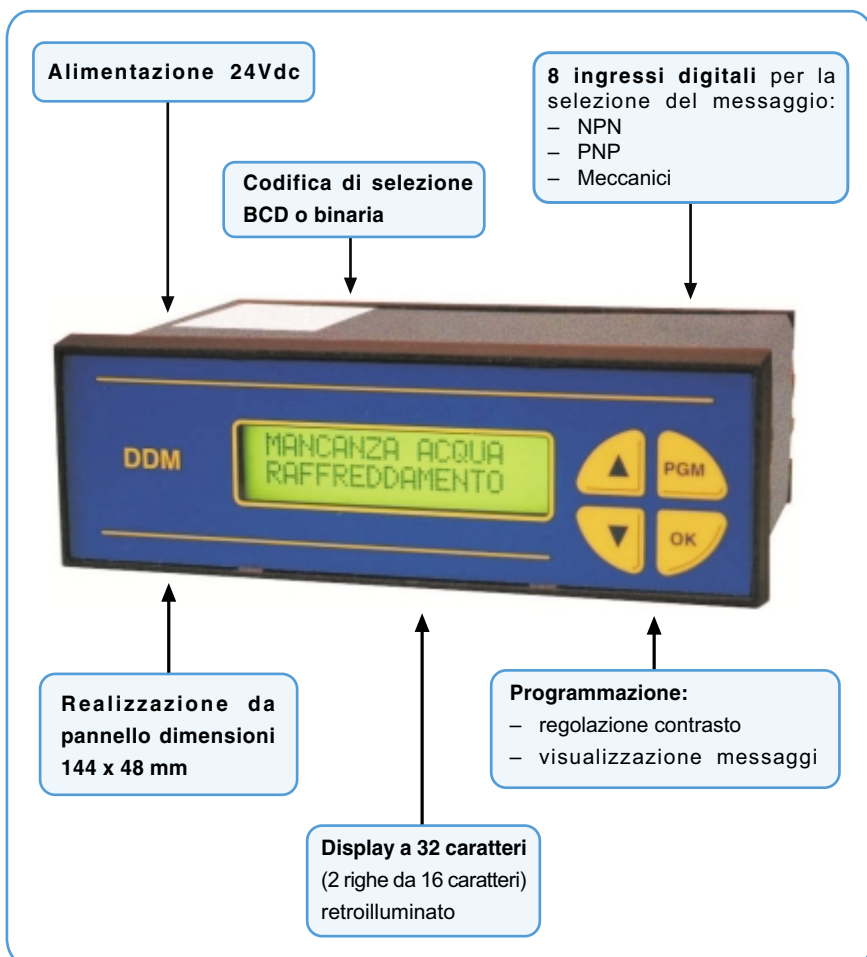 Alimentazione 24Vdc
8 ingressi digitali per la
selezione del messaggio:
– NPN
– PNP
– Meccanici
Codifica di selezione
BCD o binaria
DDM
MANCANZA ACQUA
RAFFREDDAMENTO
PGM
OK
Realizzazione da
pannello dimensioni
144 x 48 mm
Programmazione:
– regolazione contrasto
– visualizzazione messaggi
Display a 32 caratteri
(2 righe da 16 caratteri)
retroilluminato